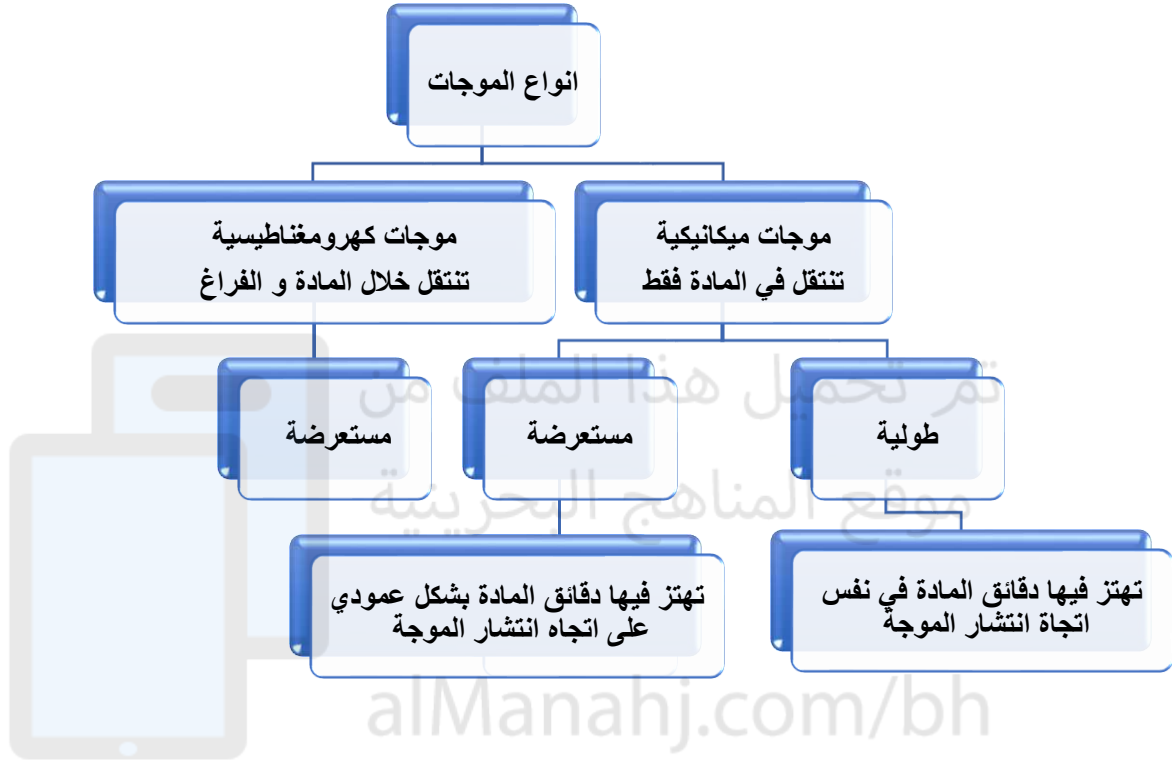 انواع الموجات
موجات ميكانيكية
تنتقل في المادة فقط
موجات كهرومغناطيسية
تنتقل خلال المادة و الفراغ
طولية
مستعرضة
مستعرضة
تهتز فيها دقائق المادة في نفس
اتجاة انتشار الموجة
تهتز فيها دقائق المادة بشكل عمودي
على اتجاه انتشار الموجة
تم تحميل هذا الملف من
موقع المناهج البحرينية
alManahj.com/bh